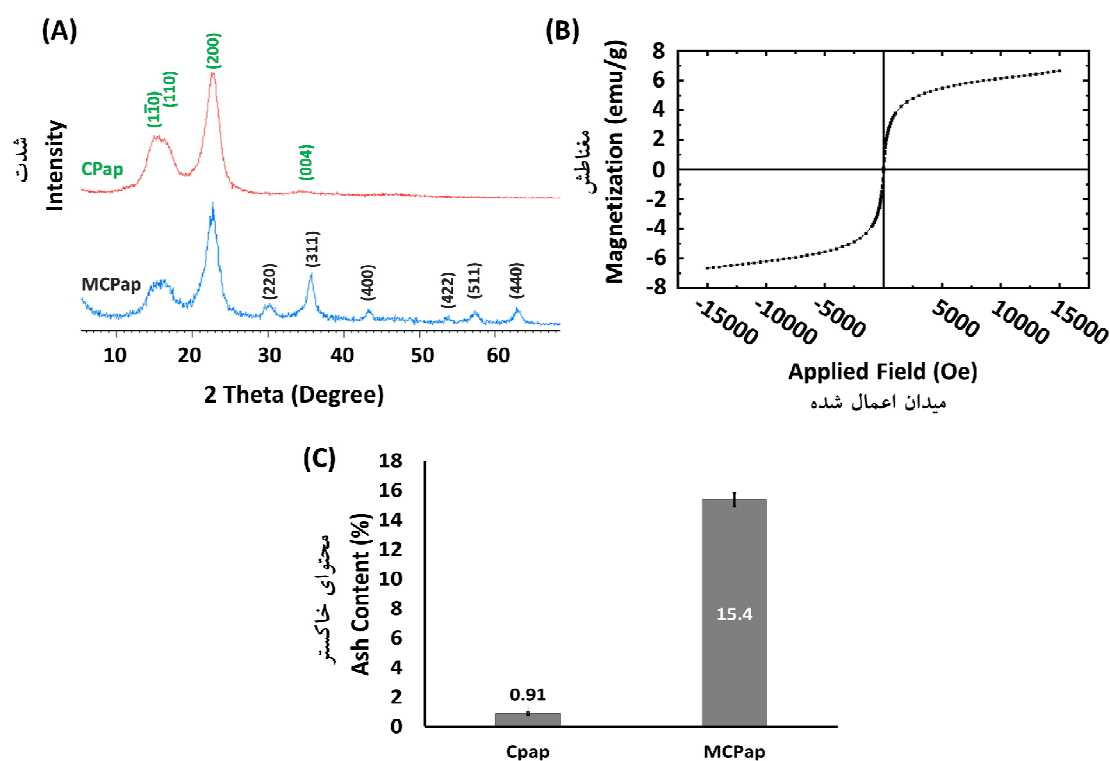 (A)
شدت
Intensity
(11̄0)
(110)
(200)
(004)
CPap
MCPap
(220)
(311)
(400)
(422)
(511)
(440)
10 20 30 40 50 60
2 Theta (Degree)
(B)
مغناطش
Magnetization (emu/g)
8
6
4
2
0
-2
-4
-6
-8
-15000 -10000 -5000 5000 10000 15000
Applied Field (Oe)
میدان اعمال شده
(C)
محتوای خاکستر
Ash Content (%)
18
16
14
12
10
8
6
4
2
0
0.91
15.4
Cpap MCPap